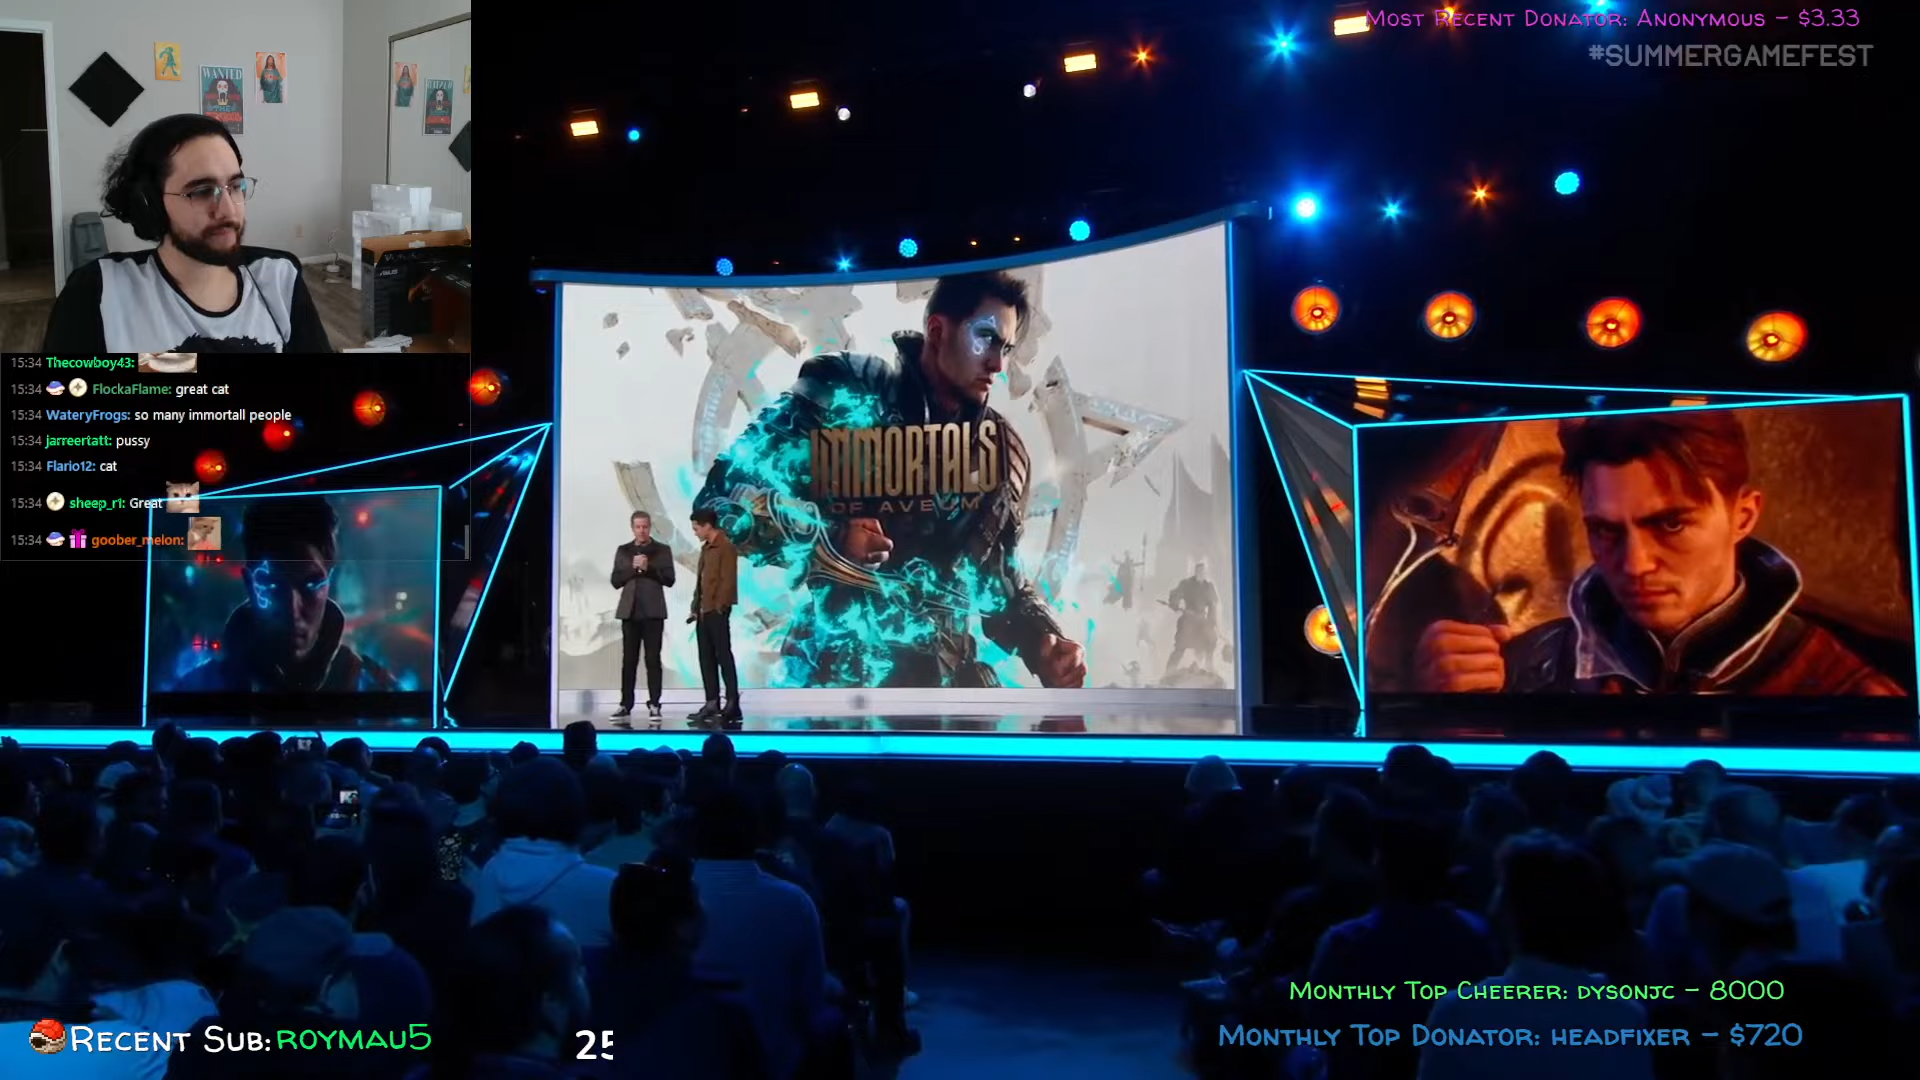 Most Recent Donator: Anonymous – $3.33
#SUMMERGAMEFEST
WANTED
15:34 Thecowboy43:
15:34 FlockaFlame: great cat
15:34 WateryFrogs: so many immortall people
15:34 jarreertatt: pussy
15:34 Flario12: cat
15:34 sheep_r1: Great
15:34 goober_melon:
IMMORTALS
OF AVEUM
Monthly Top Cheerer: dysonjc – 8000
Monthly Top Donator: headfixer – $720
Recent Sub: roymau5
25